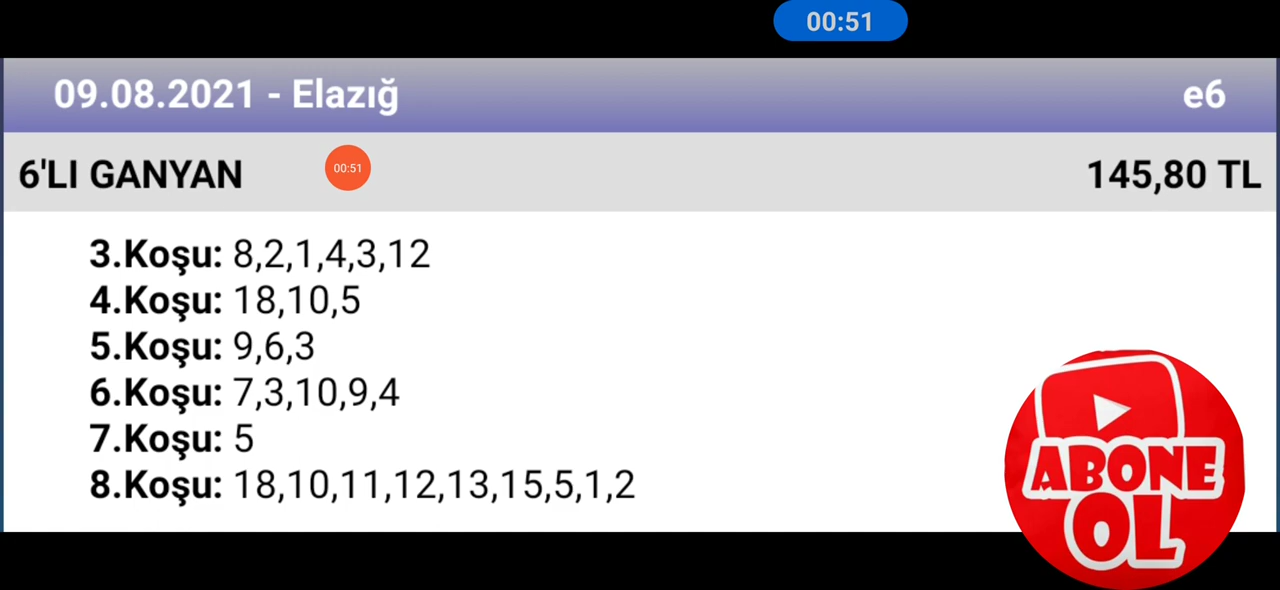 00:51
09.08.2021 - Elazığ e6
6'LI GANYAN 00:51 145,80 TL
3.Koşu: 8,2,1,4,3,12
4.Koşu: 18,10,5
5.Koşu: 9,6,3
6.Koşu: 7,3,10,9,4
7.Koşu: 5
8.Koşu: 18,10,11,12,13,15,5,1,2
ABONE
OL